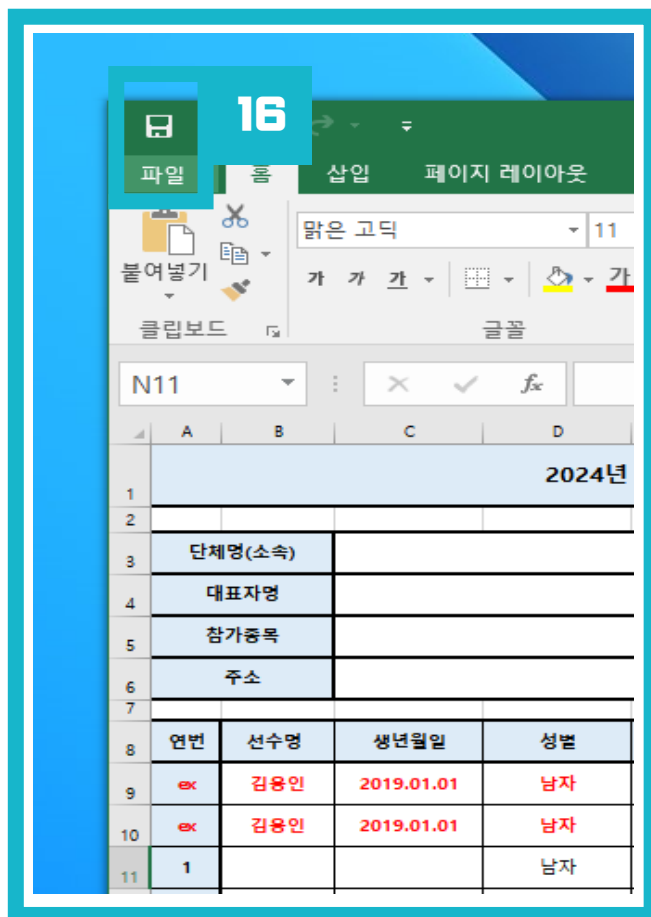 16
파일 홈 삽입 페이지 레이아웃
맑은 고딕 11
붙여넣기 가 가 가 가
클립보드 글꼴
N11 fx
A B C D
1 2024년
2
3 단체명(소속)
4 대표자명
5 참가종목
6 주소
7
8 연번 선수명 생년월일 성별
9 ex 김용인 2019.01.01 남자
10 ex 김용인 2019.01.01 남자
11 1 남자